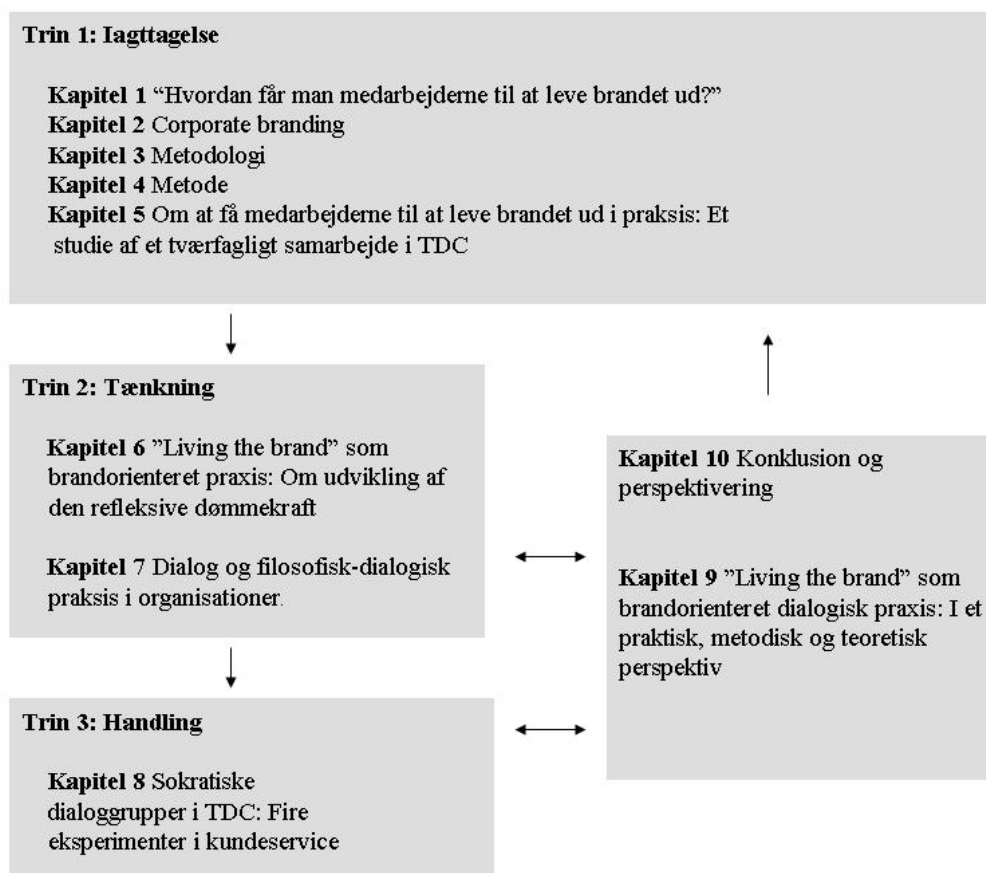 Trin 1: Iagttagelse
Kapitel 1 “Hvordan får man medarbejderne til at leve brandet ud?”
Kapitel 2 Corporate branding
Kapitel 3 Metodologi
Kapitel 4 Metode
Kapitel 5 Om at få medarbejderne til at leve brandet ud i praksis: Et
studie af et tværfagligt samarbejde i TDC
Trin 2: Tænkning
Kapitel 6 ”Living the brand” som
brandorienteret praxis: Om udvikling af
den refleksive dømmekraft
Kapitel 7 Dialog og filosofisk-dialogisk
praksis i organisationer.
Trin 3: Handling
Kapitel 8 Sokratiske
dialoggrupper i TDC: Fire
eksperimenter i kundeservice
Kapitel 10 Konklusion og
perspektivering
Kapitel 9 ”Living the brand” som
brandorienteret dialogisk praxis: I et
praktisk, metodisk og teoretisk
perspektiv